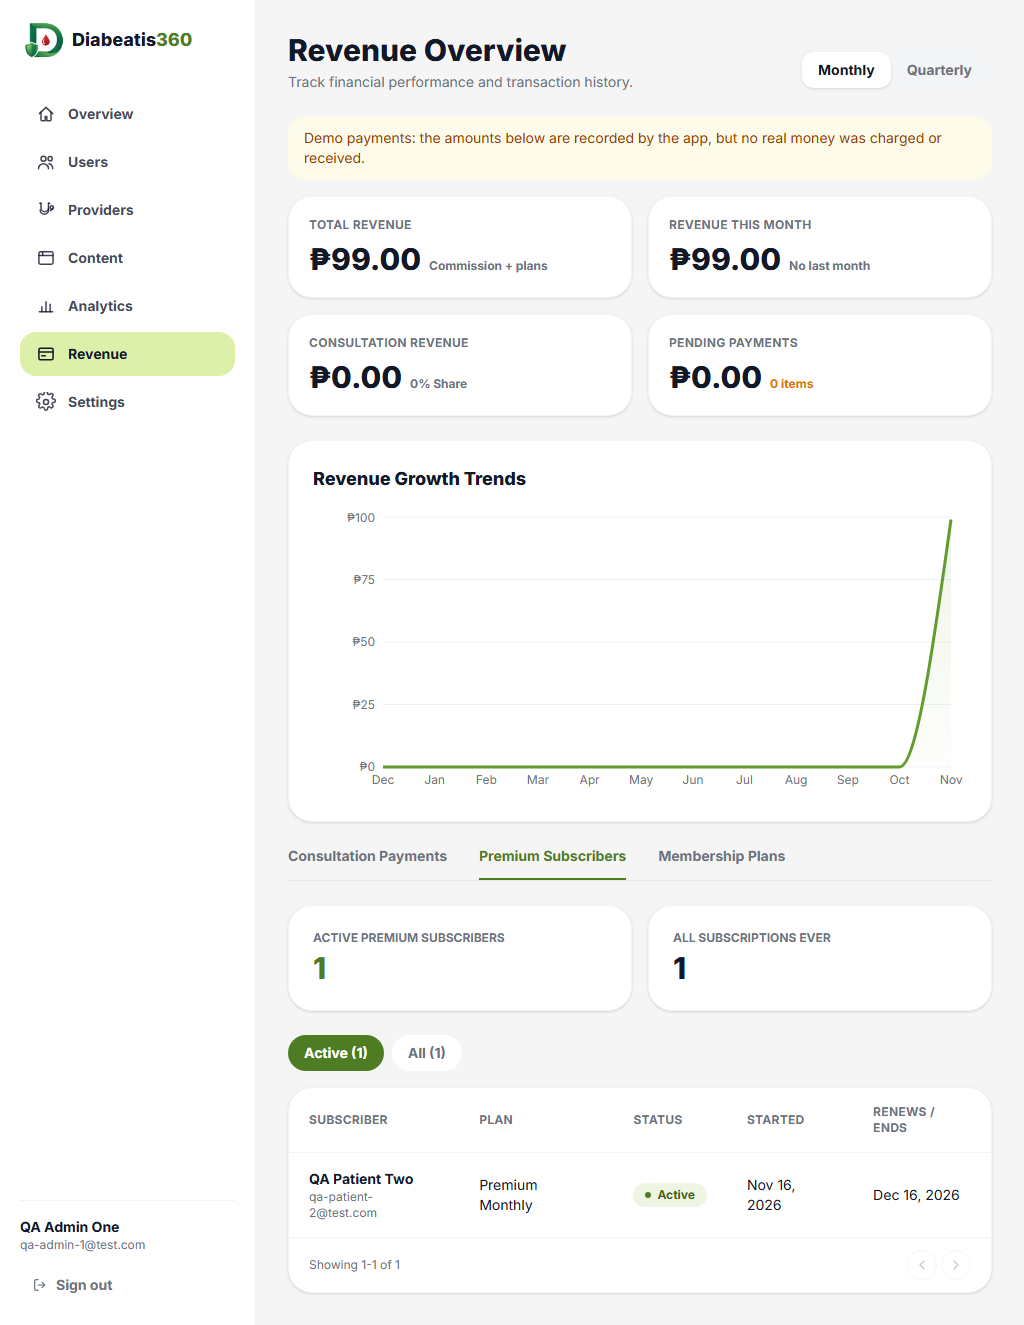 Diabeatis360
Overview
Users
Providers
Content
Analytics
Revenue
Settings
QA Admin One
qa-admin-1@test.com
Sign out
Revenue Overview
Track financial performance and transaction history.
Monthly
Quarterly
Demo payments: the amounts below are recorded by the app, but no real money was charged or
received.
TOTAL REVENUE
₱99.00 Commission + plans
REVENUE THIS MONTH
₱99.00 No last month
CONSULTATION REVENUE
₱0.00 0% Share
PENDING PAYMENTS
₱0.00 0 items
Revenue Growth Trends
₱100
₱75
₱50
₱25
₱0
Dec Jan Feb Mar Apr May Jun Jul Aug Sep Oct Nov
Consultation Payments
Premium Subscribers
Membership Plans
ACTIVE PREMIUM SUBSCRIBERS
1
ALL SUBSCRIPTIONS EVER
1
Active (1)
All (1)
SUBSCRIBER
PLAN
STATUS
STARTED
RENEWS /
ENDS
QA Patient Two
qa-patient-
2@test.com
Premium
Monthly
Active
Nov 16,
2026
Dec 16, 2026
Showing 1-1 of 1